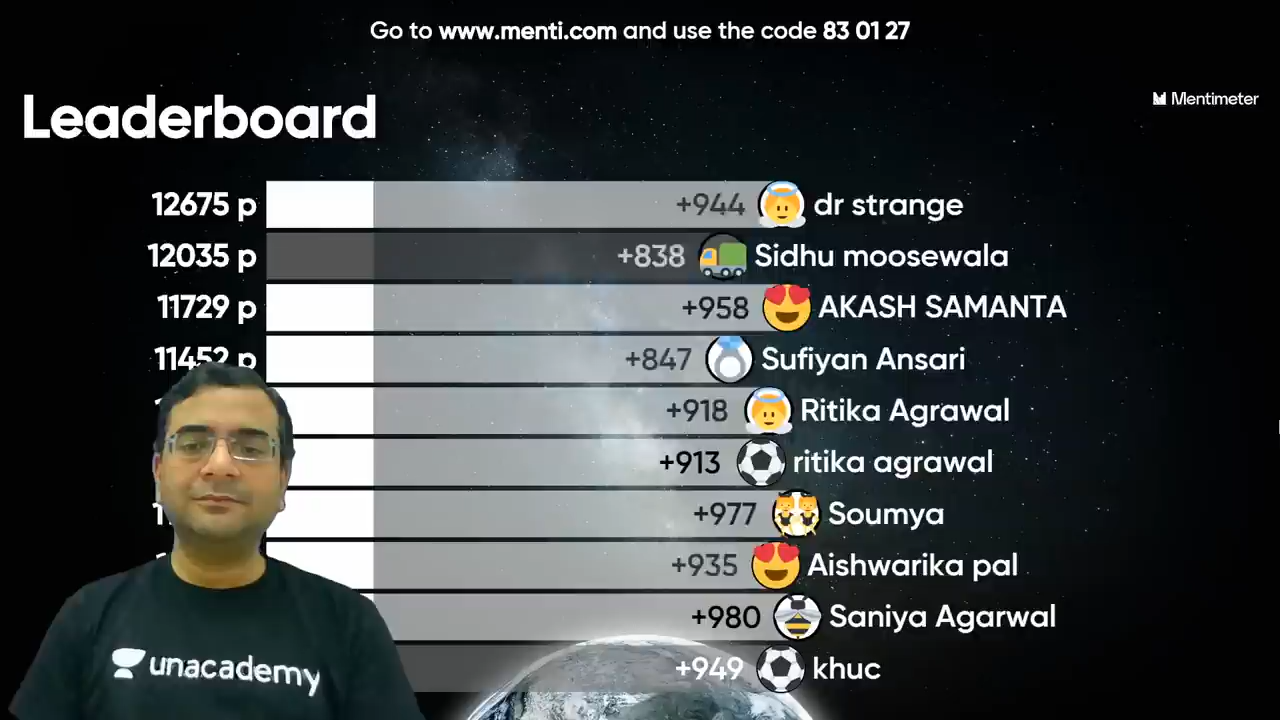 Go to www.menti.com and use the code 83 01 27
Leaderboard
Mentimeter
12675 p +944 dr strange
12035 p +838 Sidhu moosewala
11729 p +958 AKASH SAMANTA
11452 p +847 Sufiyan Ansari
+918 Ritika Agrawal
+913 ritika agrawal
+977 Soumya
+935 Aishwarika pal
+980 Saniya Agarwal
+949 khuc
unacademy